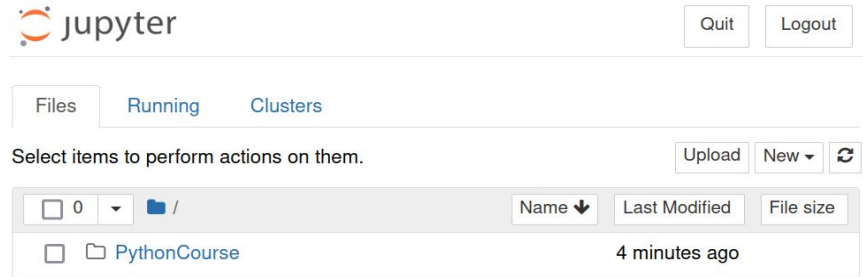 jupyter Quit Logout
Files Running Clusters
Select items to perform actions on them. Upload New
0 / Name Last Modified File size
PythonCourse 4 minutes ago